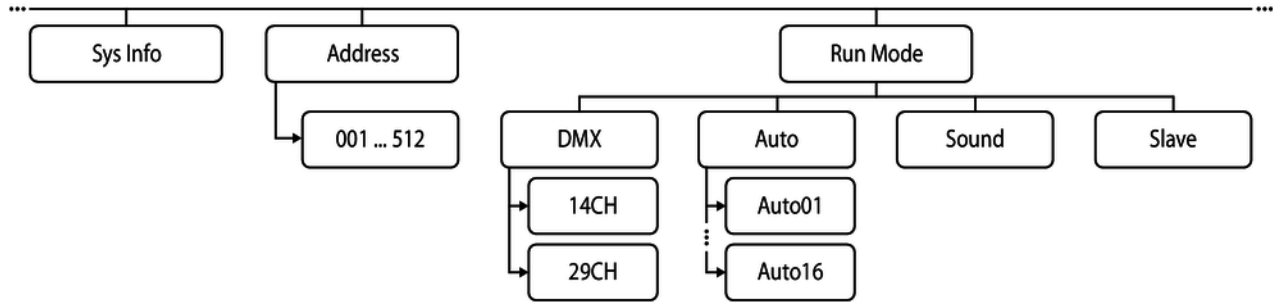 ... ...
Sys Info Address Run Mode
001 ... 512 DMX Auto Sound Slave
14CH Auto01
29CH Auto16